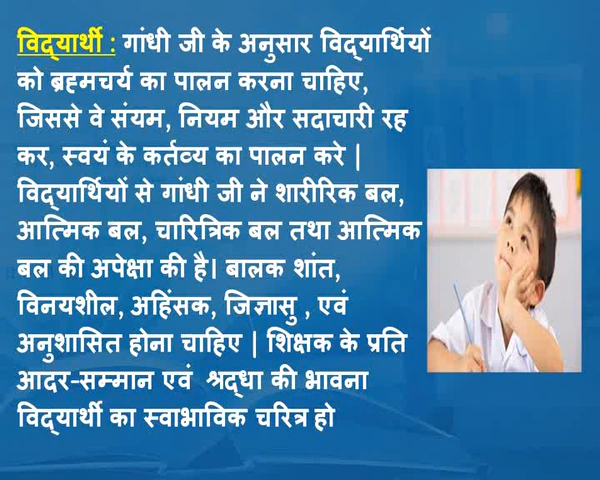 विद्यार्थी : गांधी जी के अनुसार विद्यार्थियों
को ब्रह्मचर्य का पालन करना चाहिए,
जिससे वे संयम, नियम और सदाचारी रह
कर, स्वयं के कर्तव्य का पालन करे |
विद्यार्थियों से गांधी जी ने शारीरिक बल,
आत्मिक बल, चारित्रिक बल तथा आत्मिक
बल की अपेक्षा की है। बालक शांत,
विनयशील, अहिंसक, जिज्ञासु , एवं
अनुशासित होना चाहिए | शिक्षक के प्रति
आदर-सम्मान एवं श्रद्धा की भावना
विद्यार्थी का स्वाभाविक चरित्र हो